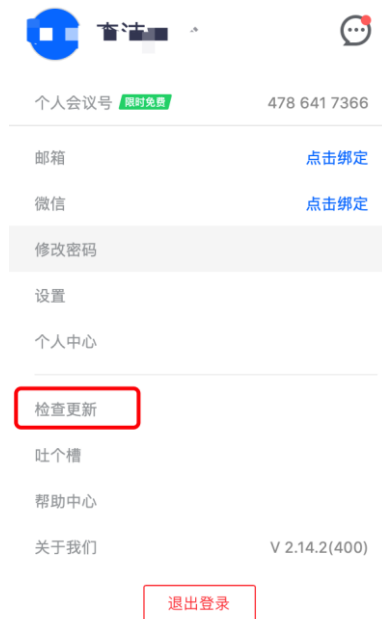 个人会议号 限时免费 478 641 7366
邮箱 点击绑定
微信 点击绑定
修改密码
设置
个人中心
检查更新
吐个槽
帮助中心
关于我们 V 2.14.2(400)
退出登录